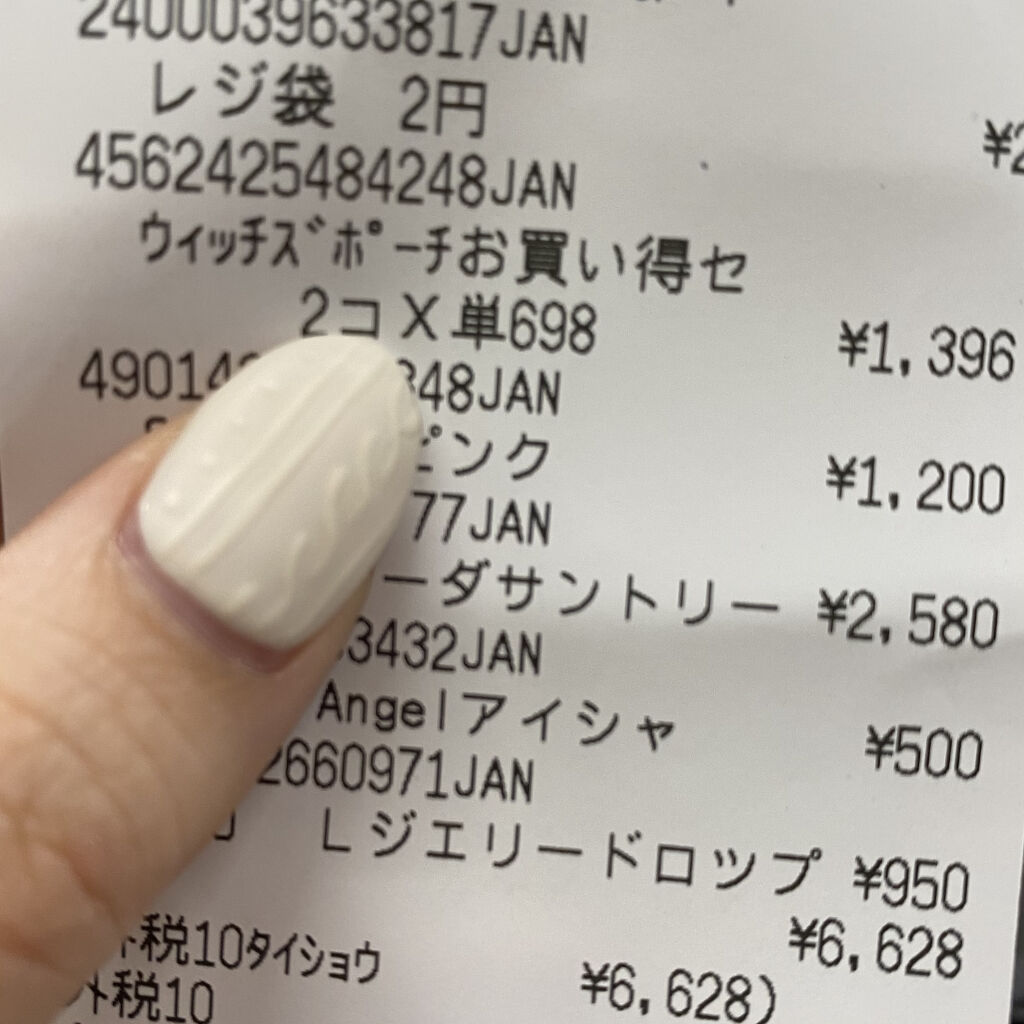 2400039633817JAN
レジ袋 2円 ¥2
4562425484248JAN
ウィッチズポーチお買い得セ
2コ X 単698 ¥1,396
49014 348JAN
ピンク ¥1,200
77JAN
ーダサントリー ¥2,580
3432JAN
Angelアイシャ ¥500
2660971JAN
Lジエリードロップ ¥950
¥6,628
税10タイショウ ¥6,628)
ト税10